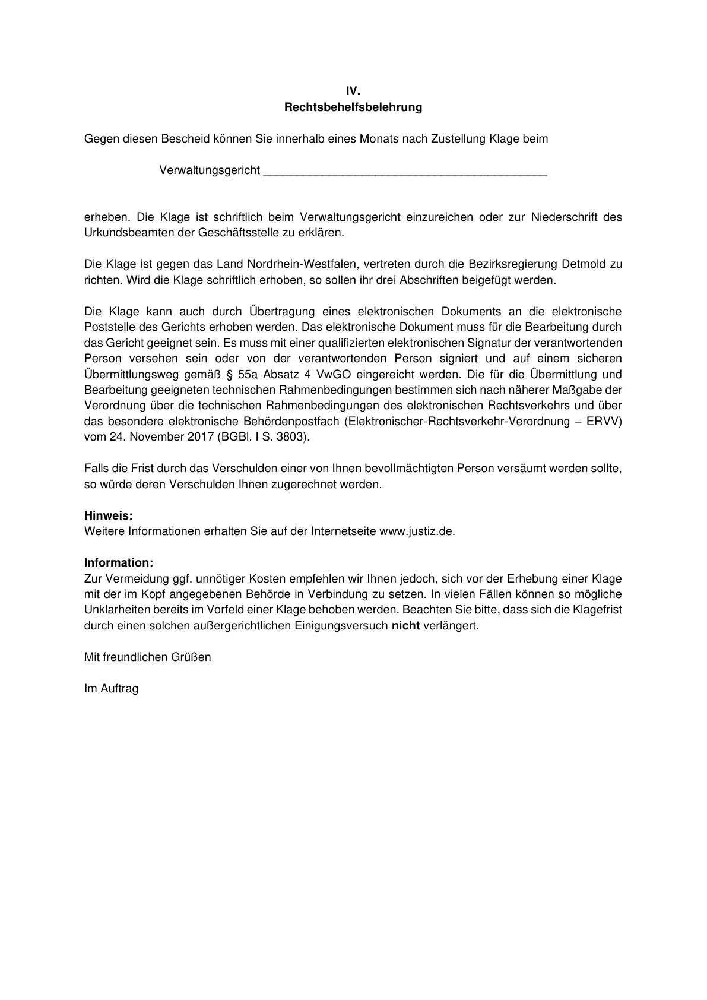 IV.
Rechtsbehelfsbelehrung
Gegen diesen Bescheid können Sie innerhalb eines Monats nach Zustellung Klage beim
Verwaltungsgericht ___________________________________________
erheben. Die Klage ist schriftlich beim Verwaltungsgericht einzureichen oder zur Niederschrift des
Urkundsbeamten der Geschäftsstelle zu erklären.
Die Klage ist gegen das Land Nordrhein-Westfalen, vertreten durch die Bezirksregierung Detmold zu
richten. Wird die Klage schriftlich erhoben, so sollen ihr drei Abschriften beigefügt werden.
Die Klage kann auch durch Übertragung eines elektronischen Dokuments an die elektronische
Poststelle des Gerichts erhoben werden. Das elektronische Dokument muss für die Bearbeitung durch
das Gericht geeignet sein. Es muss mit einer qualifizierten elektronischen Signatur der verantwortenden
Person versehen sein oder von der verantwortenden Person signiert und auf einem sicheren
Übermittlungsweg gemäß § 55a Absatz 4 VwGO eingereicht werden. Die für die Übermittlung und
Bearbeitung geeigneten technischen Rahmenbedingungen bestimmen sich nach näherer Maßgabe der
Verordnung über die technischen Rahmenbedingungen des elektronischen Rechtsverkehrs und über
das besondere elektronische Behördenpostfach (Elektronischer-Rechtsverkehr-Verordnung – ERVV)
vom 24. November 2017 (BGBl. I S. 3803).
Falls die Frist durch das Verschulden einer von Ihnen bevollmächtigten Person versäumt werden sollte,
so würde deren Verschulden Ihnen zugerechnet werden.
Hinweis:
Weitere Informationen erhalten Sie auf der Internetseite www.justiz.de.
Information:
Zur Vermeidung ggf. unnötiger Kosten empfehlen wir Ihnen jedoch, sich vor der Erhebung einer Klage
mit der im Kopf angegebenen Behörde in Verbindung zu setzen. In vielen Fällen können so mögliche
Unklarheiten bereits im Vorfeld einer Klage behoben werden. Beachten Sie bitte, dass sich die Klagefrist
durch einen solchen außergerichtlichen Einigungsversuch nicht verlängert.
Mit freundlichen Grüßen
Im Auftrag